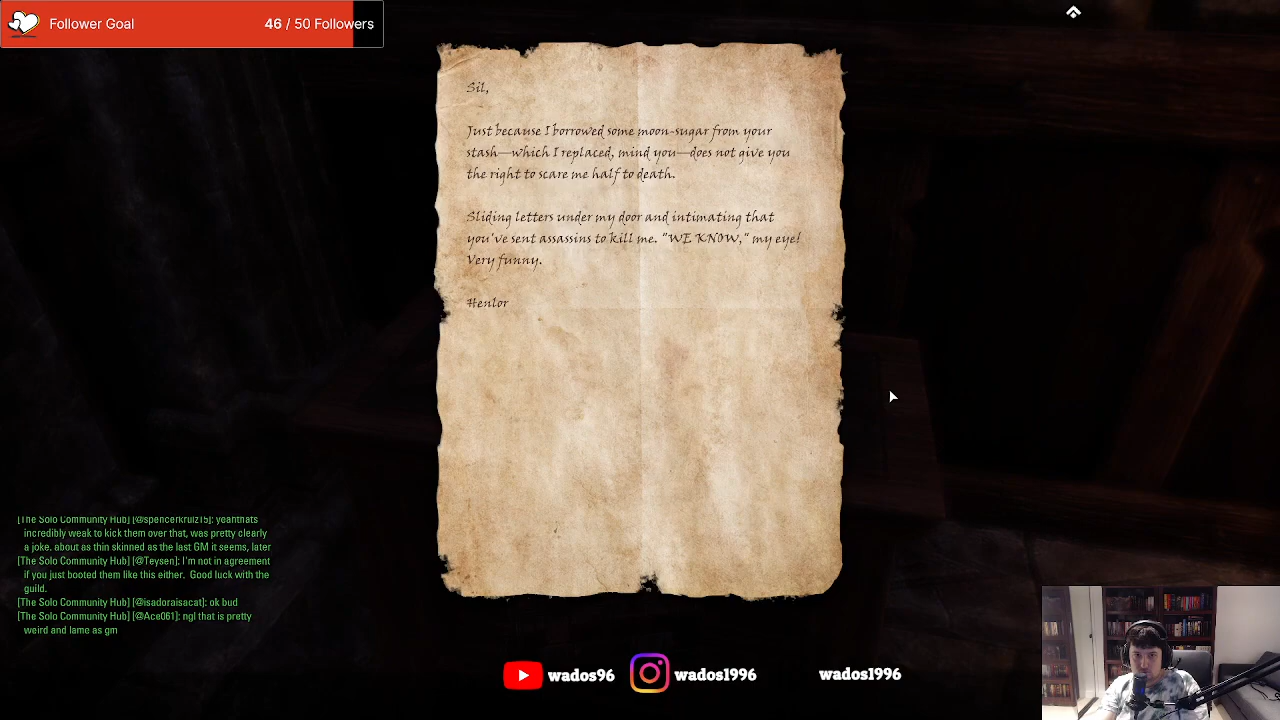 Follower Goal
46 / 50 Followers
Sil,
Just because I borrowed some moon-sugar from your
stash—which I replaced, mind you—does not give you
the right to scare me half to death.
Sliding letters under my door and intimating that
you've sent assassins to kill me. "WE KNOW," my eye!
Very funny.
Henlor
[The Solo Community Hub] [@spencerkruiz15]: yeahthats
incredibly weak to kick them over that, was pretty clearly
a joke. about as thin skinned as the last GM it seems, later
[The Solo Community Hub] [@Teysen]: I'm not in agreement
if you just booted them like this either. Good luck with the
guild.
[The Solo Community Hub] [@isadoraisacat]: ok bud
[The Solo Community Hub] [@Ace061]: ngl that is pretty
weird and lame as gm
wados96
wados1996
wados1996